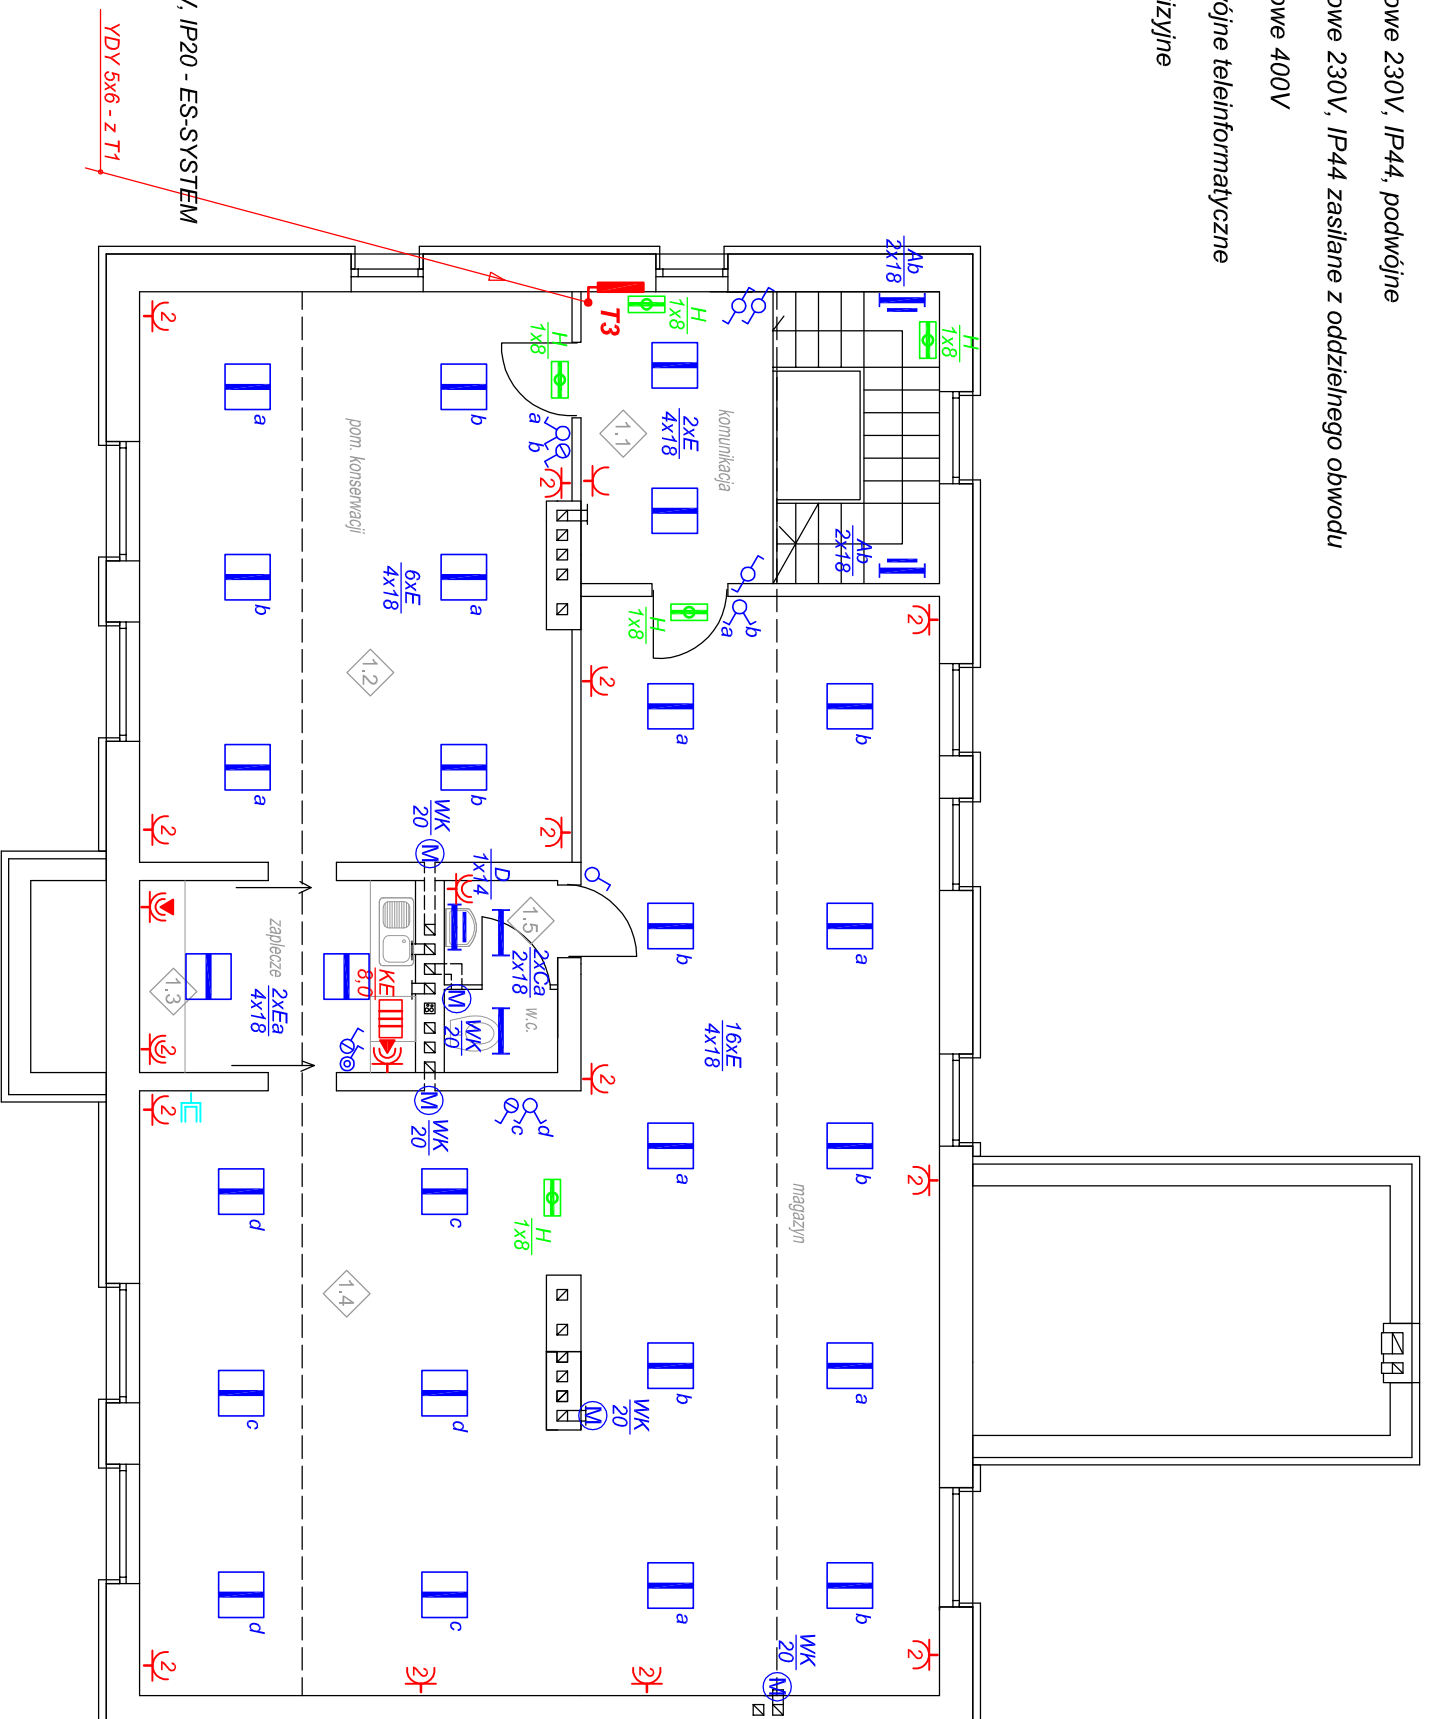 owe 230V, IP44, podwójne
owe 230V, IP44 zasilane z oddzielnego obwodu
owe 400V
ójne teleinformatyczne
izyjne
, IP20 - ES-SYSTEM
YDY 5x6 - z T1
Ab
2x18
H
1x8
H
1x8
T3
H
1x8
komunikacja
2xE
4x18
1.1
a
b
2
2
a
b
pom. konserwacji
Ab
2x18
b
a
6xE
4x18
1.2
H
1x8
b
a
2
2
b
a
b
a
2
2
WK
20
D
1x14
1.5
2xCa
2x18
w.c.
M
M
WK
20
M
WK
20
KE
8,0
zaplecze
1.3
2xEa
4x18
2
2
a
b
16xE
4x18
2
2
d
c
b
a
magazyn
2
H
1x8
c
d
1.4
a
b
WK
20
M
d
c
b
a
c
d
WK
20
M
2
2
2
2